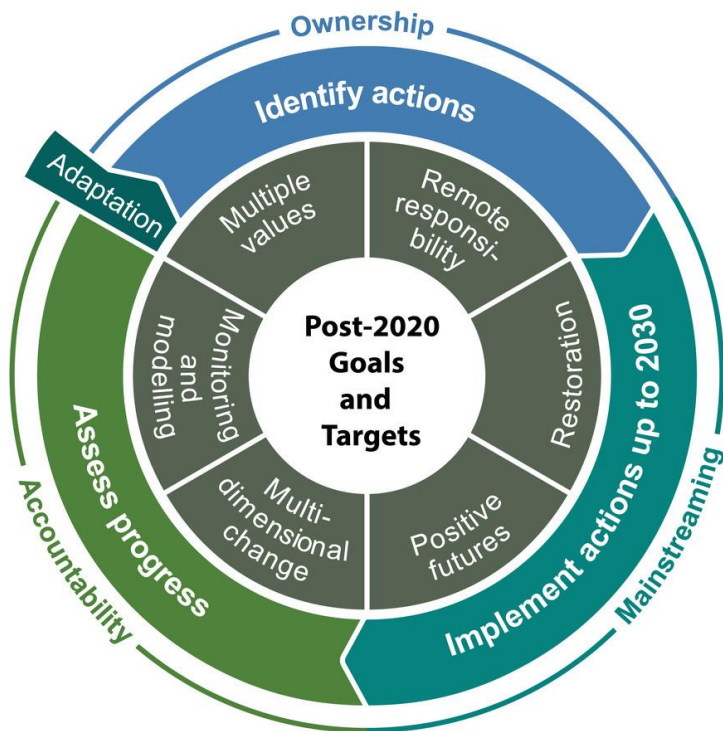 Ownership
Identify actions
Adaptation
Multiple
values
Remote
responsi-
bility
Monitoring
and
modelling
Post-2020
Goals
and
Targets
Restoration
Multi-
dimensional
change
Positive
futures
Assess progress
Implement actions up to 2030
Accountability
Mainstreaming